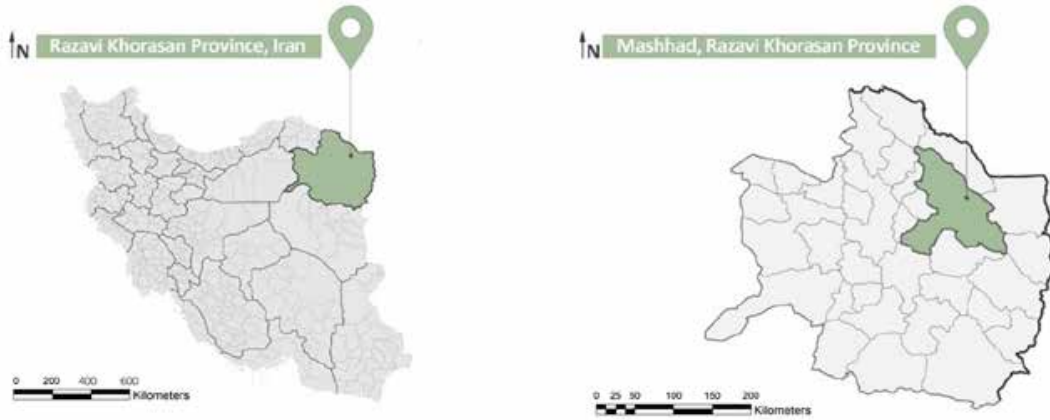 N
Razavi Khorasan Province, Iran
0 200 400 600
Kilometers
N
Mashhad, Razavi Khorasan Province
0 25 50 100 150 200
Kilometers